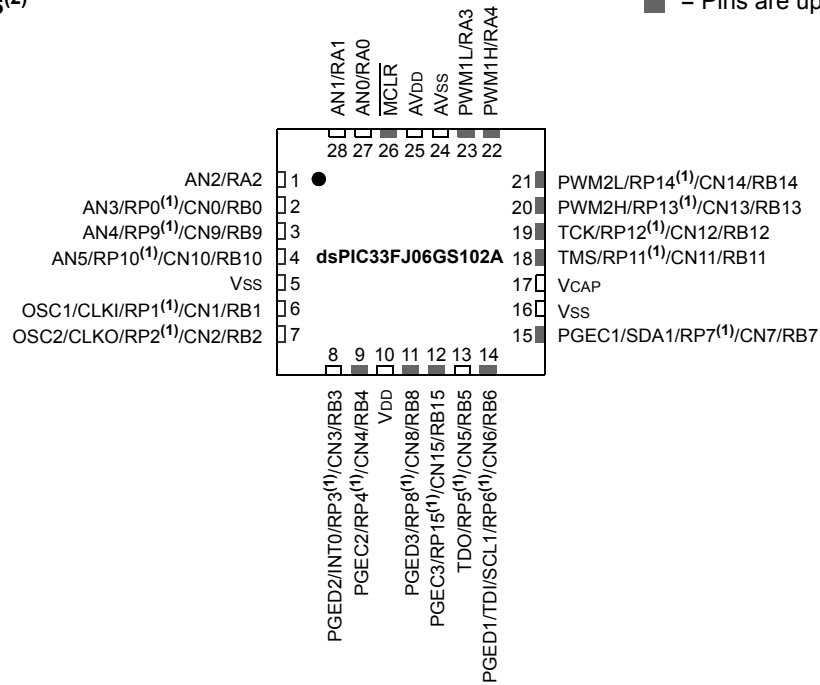 (2)
= Pins are up
AN1/RA1
AN0/RA0
MCLR
AVDD
AVSS
PWM1L/RA3
PWM1H/RA4
28 27 26 25 24 23 22
AN2/RA2 1
AN3/RP0(1)/CN0/RB0 2
AN4/RP9(1)/CN9/RB9 3
AN5/RP10(1)/CN10/RB10 4
VSS 5
OSC1/CLKI/RP1(1)/CN1/RB1 6
OSC2/CLKO/RP2(1)/CN2/RB2 7
dsPIC33FJ06GS102A
21 PWM2L/RP14(1)/CN14/RB14
20 PWM2H/RP13(1)/CN13/RB13
19 TCK/RP12(1)/CN12/RB12
18 TMS/RP11(1)/CN11/RB11
17 VCAP
16 VSS
15 PGEC1/SDA1/RP7(1)/CN7/RB7
8 9 10 11 12 13 14
PGED2/INT0/RP3(1)/CN3/RB3
PGEC2/RP4(1)/CN4/RB4
VDD
PGED3/RP8(1)/CN8/RB8
PGEC3/RP15(1)/CN15/RB15
TDO/RP5(1)/CN5/RB5
PGED1/TDI/SCL1/RP6(1)/CN6/RB6